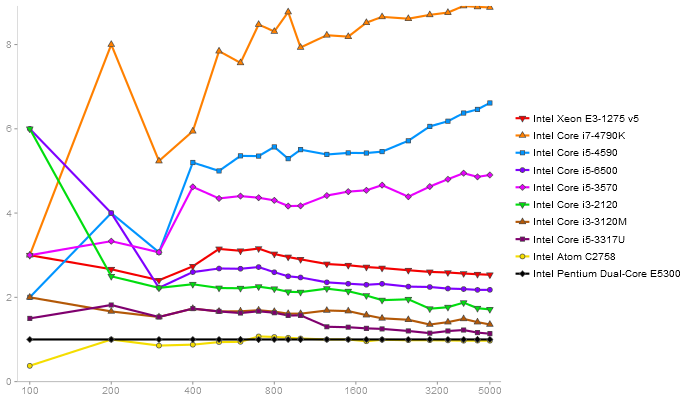 8
6
4
2
0
100
200
400
800
1600
3200
5000
Intel Xeon E3-1275 v5
Intel Core i7-4790K
Intel Core i5-4590
Intel Core i5-6500
Intel Core i5-3570
Intel Core i3-2120
Intel Core i3-3120M
Intel Core i5-3317U
Intel Atom C2758
Intel Pentium Dual-Core E5300